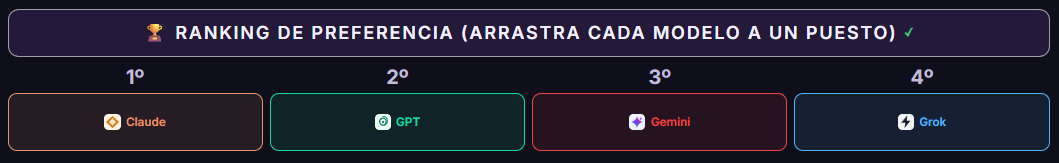 🏆 RANKING DE PREFERENCIA (ARRASTRA CADA MODELO A UN PUESTO) ✓
1º 2º 3º 4º
Claude GPT Gemini Grok